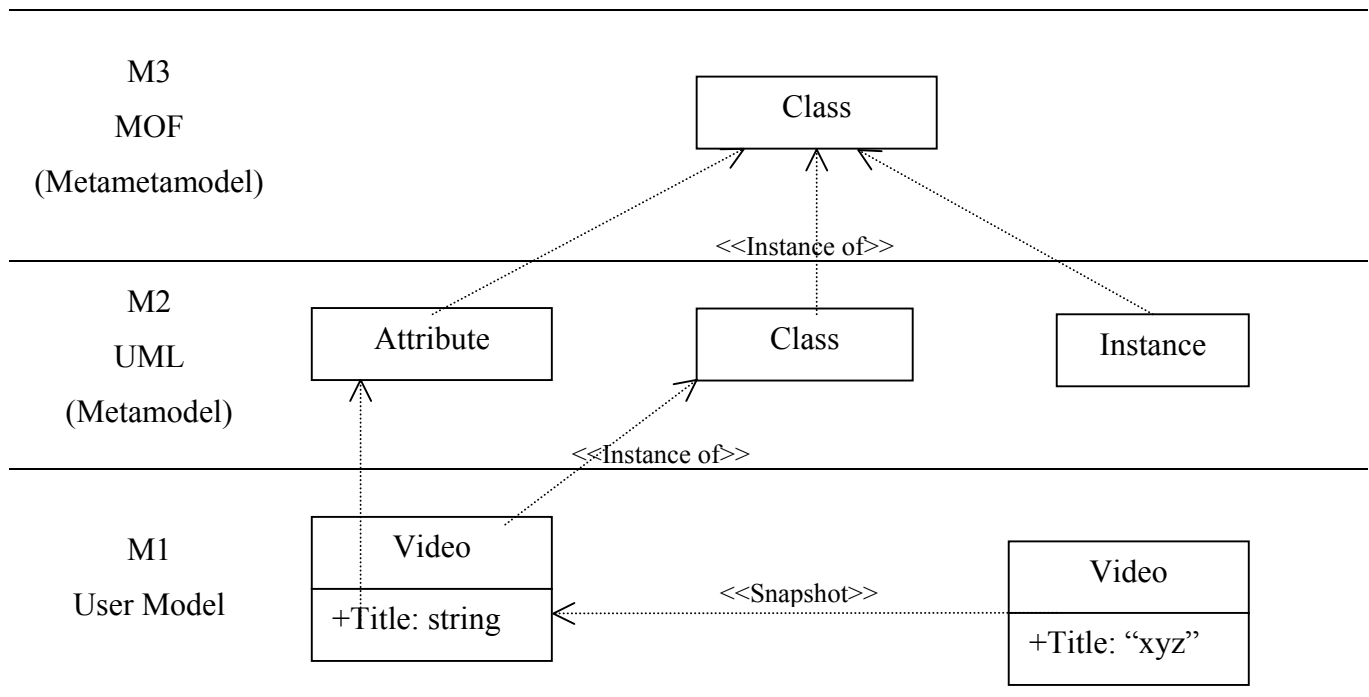 M3
MOF
(Metametamodel)
Class
<<Instance of>>
M2
UML
(Metamodel)
Attribute
Class
Instance
<<Instance of>>
M1
User Model
Video
+Title: string
<<Snapshot>>
Video
+Title: “xyz”